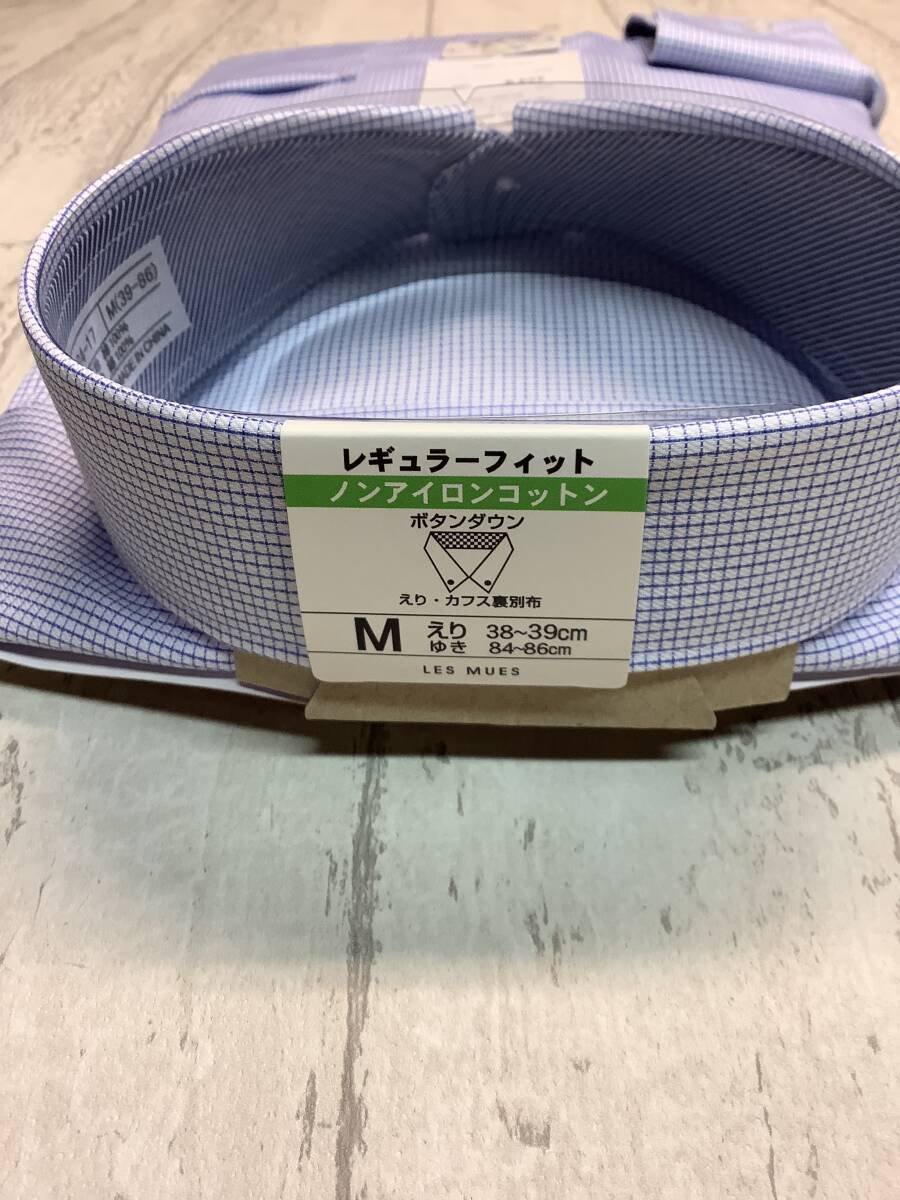 レギュラーフィット
ノンアイロンコットン
ボタンダウン
えり・カフス裏別布
M えり 38~39cm
ゆき 84~86cm
LES MUES
M(39-86)
100%
100%
MADE IN CHINA